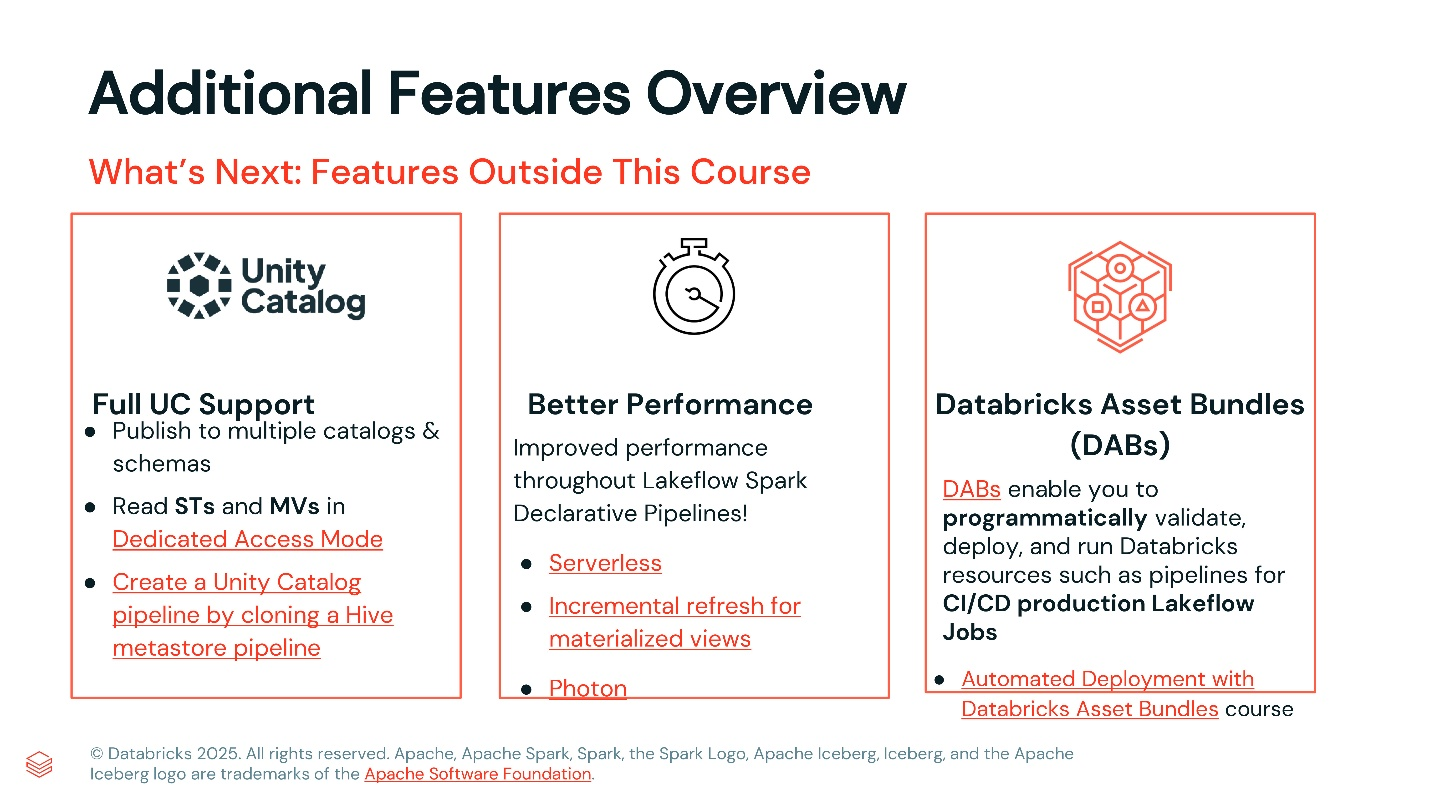 Additional Features Overview
What's Next: Features Outside This Course
Unity
Catalog
Full UC Support
● Publish to multiple catalogs &
schemas
● Read STs and MVs in
Dedicated Access Mode
● Create a Unity Catalog
pipeline by cloning a Hive
metastore pipeline
Better Performance
Improved performance
throughout Lakeflow Spark
Declarative Pipelines!
● Serverless
● Incremental refresh for
materialized views
● Photon
Databricks Asset Bundles
(DABs)
DABs enable you to
programmatically validate,
deploy, and run Databricks
resources such as pipelines for
CI/CD production Lakeflow
Jobs
● Automated Deployment with
Databricks Asset Bundles course
© Databricks 2025. All rights reserved. Apache, Apache Spark, Spark, the Spark Logo, Apache Iceberg, Iceberg, and the Apache
Iceberg logo are trademarks of the Apache Software Foundation.